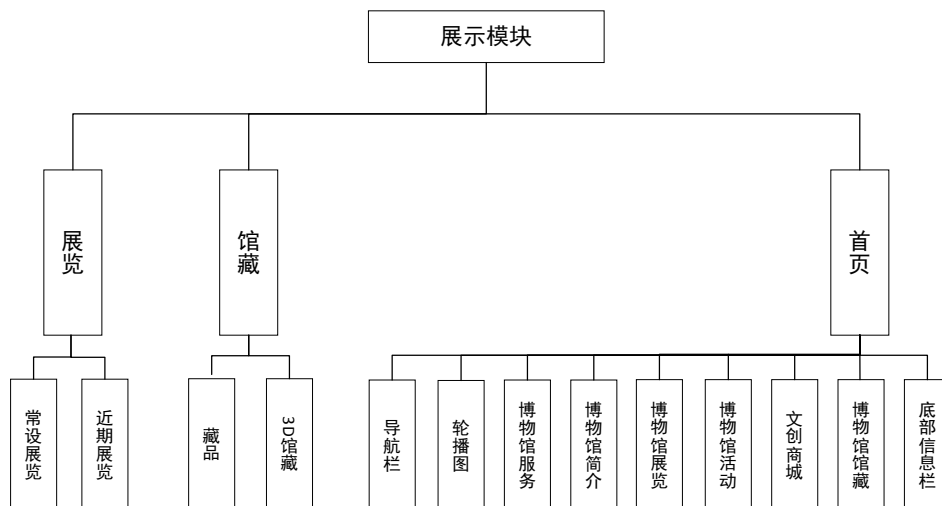 展示模块
展览
馆藏
首页
常设展览
近期展览
藏品
3D馆藏
导航栏
轮播图
博物馆服务
博物馆简介
博物馆展览
博物馆活动
文创商城
博物馆馆藏
底部信息栏